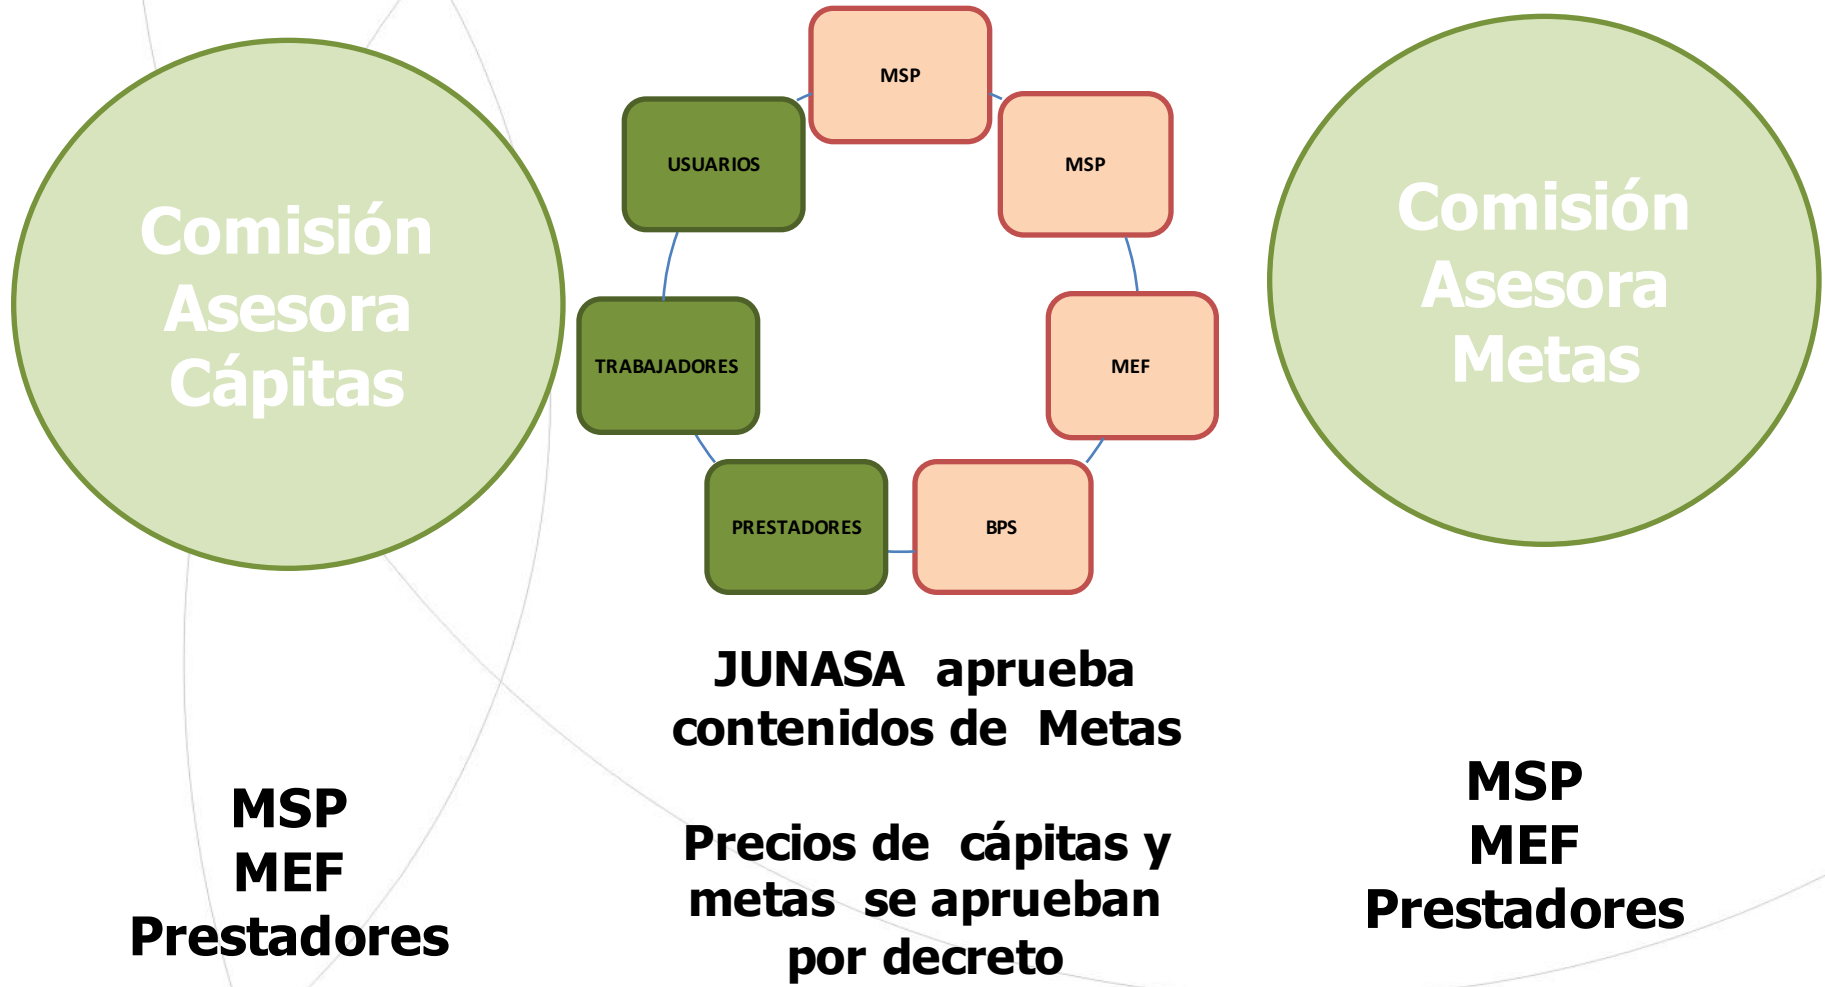 Comisión
Asesora
Cápitas
MSP
MEF
Prestadores
MSP
MSP
MEF
BPS
PRESTADORES
TRABAJADORES
USUARIOS
JUNASA aprueba
contenidos de Metas
Precios de cápitas y
metas se aprueban
por decreto
Comisión
Asesora
Metas
MSP
MEF
Prestadores